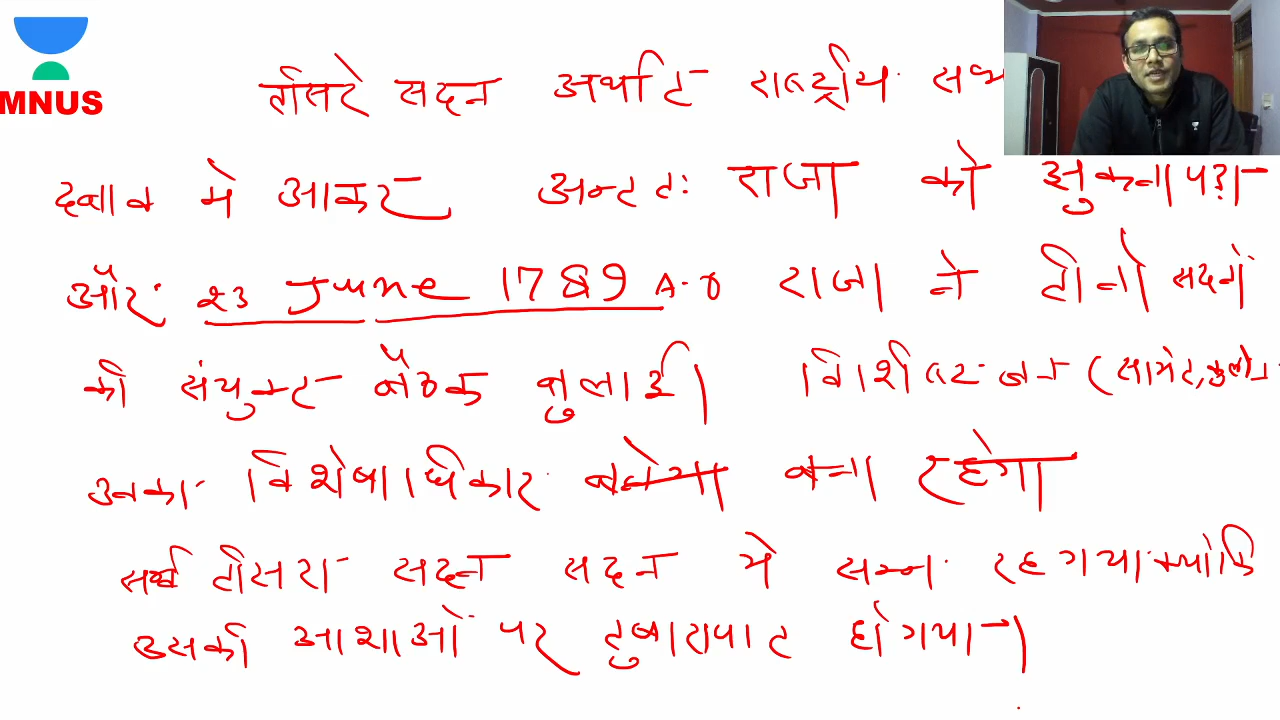 MNUS
तीसरे सदन अर्थात राष्ट्रीय सभ
दबाव मे आकर अन्ततः राजा को झुकना पड़ा
और 23 June 1789 A.D राजा ने तीनो सदनों
की संयुक्त बैठक बुलाई।
उनका विशेषाधिकार बना रहेगा
तीसरा सदन सदन मे सन्न रह गया क्योकि
उसकी आशाओं पर तुषारापात हो गया।